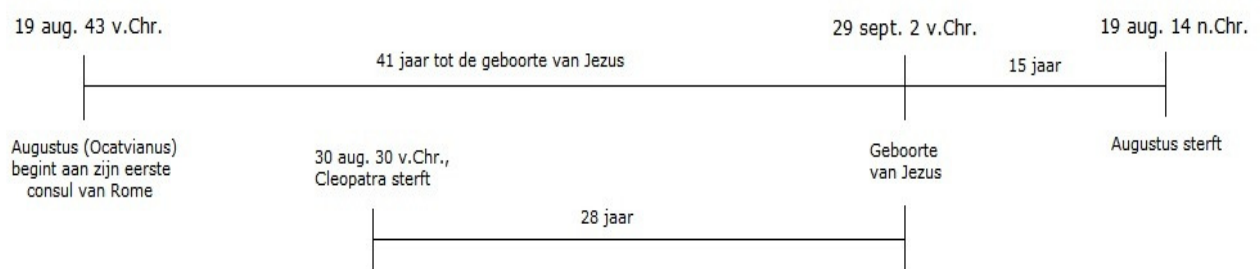 19 aug. 43 v.Chr.
29 sept. 2 v.Chr.
19 aug. 14 n.Chr.
41 jaar tot de geboorte van Jezus
15 jaar
Augustus (Ocatvianus)
begint aan zijn eerste
consul van Rome
30 aug. 30 v.Chr.,
Cleopatra sterft
Geboorte
van Jezus
Augustus sterft
28 jaar